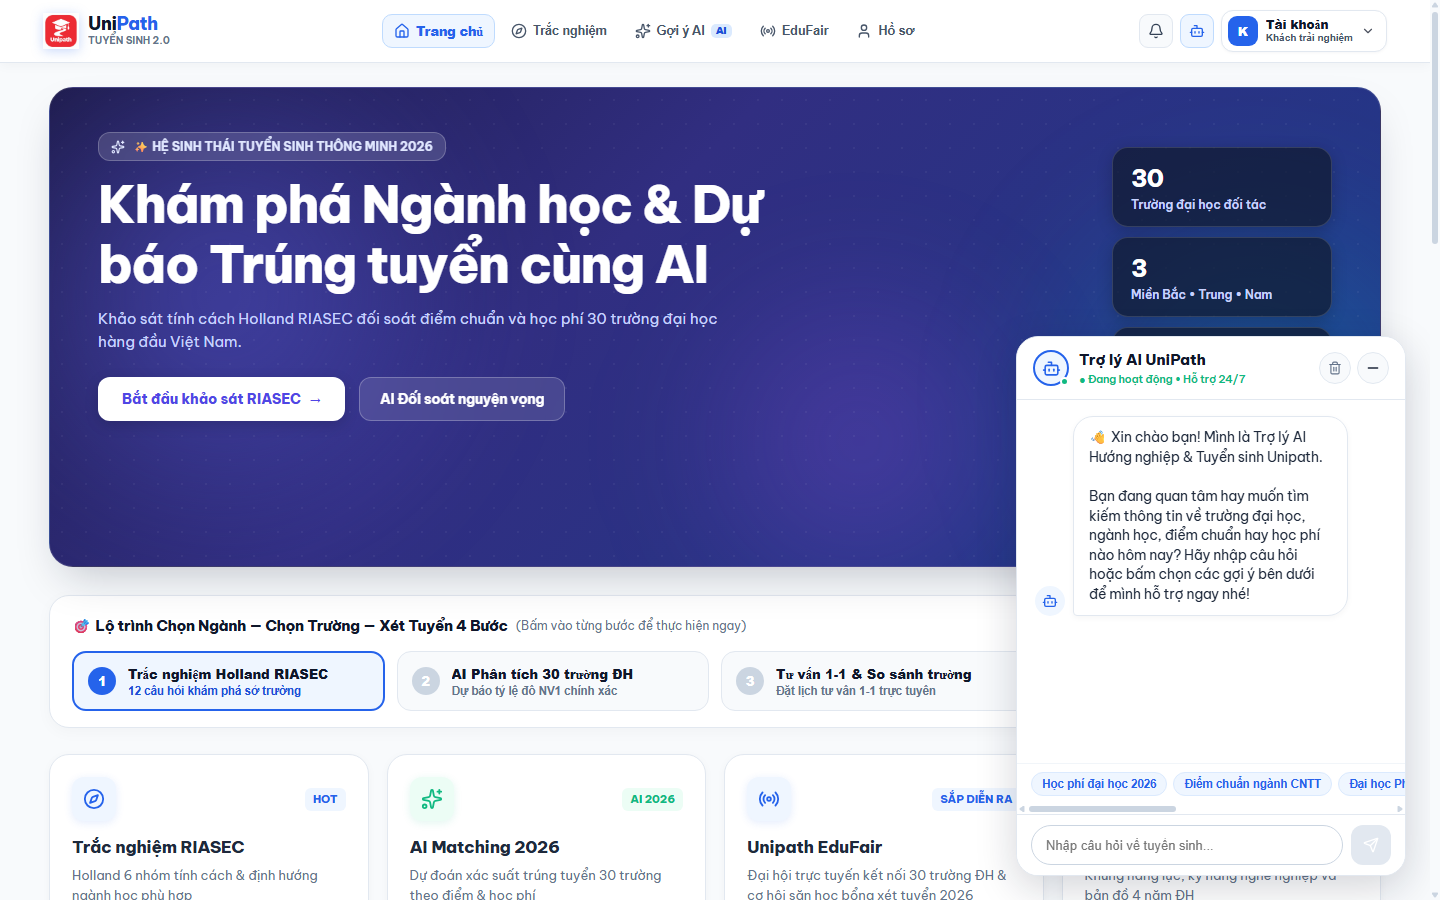 UniPath
TUYỂN SINH 2.0
Unipath
Trang chủ
Trắc nghiệm
Gợi ý AI AI
EduFair
Hồ sơ
K
Tài khoản
Khách trải nghiệm
✨ HỆ SINH THÁI TUYỂN SINH THÔNG MINH 2026
Khám phá Ngành học & Dự
báo Trúng tuyển cùng AI
Khảo sát tính cách Holland RIASEC đối soát điểm chuẩn và học phí 30 trường đại học
hàng đầu Việt Nam.
Bắt đầu khảo sát RIASEC →
AI Đối soát nguyện vọng
30
Trường đại học đối tác
3
Miền Bắc • Trung • Nam
🎯 Lộ trình Chọn Ngành — Chọn Trường — Xét Tuyển 4 Bước (Bấm vào từng bước để thực hiện ngay)
1
Trắc nghiệm Holland RIASEC
12 câu hỏi khám phá sở trường
2
AI Phân tích 30 trường ĐH
Dự báo tỷ lệ đỗ NV1 chính xác
3
Tư vấn 1-1 & So sánh trường
Đặt lịch tư vấn 1-1 trực tuyến
HOT
Trắc nghiệm RIASEC
Holland 6 nhóm tính cách & định hướng
ngành học phù hợp
AI 2026
AI Matching 2026
Dự đoán xác suất trúng tuyển 30 trường
theo điểm & học phí
SẮP DIỄN RA
Unipath EduFair
Đại hội trực tuyến kết nối 30 trường ĐH &
cơ hội săn học bổng xét tuyển 2026
Khung năng lực, kỹ năng nghề nghiệp và
bản đồ 4 năm ĐH
Trợ lý AI UniPath
● Đang hoạt động • Hỗ trợ 24/7
👋 Xin chào bạn! Mình là Trợ lý AI
Hướng nghiệp & Tuyển sinh Unipath.
Bạn đang quan tâm hay muốn tìm
kiếm thông tin về trường đại học,
ngành học, điểm chuẩn hay học phí
nào hôm nay? Hãy nhập câu hỏi
hoặc bấm chọn các gợi ý bên dưới
để mình hỗ trợ ngay nhé!
Học phí đại học 2026
Điểm chuẩn ngành CNTT
Đại học
Nhập câu hỏi về tuyển sinh...